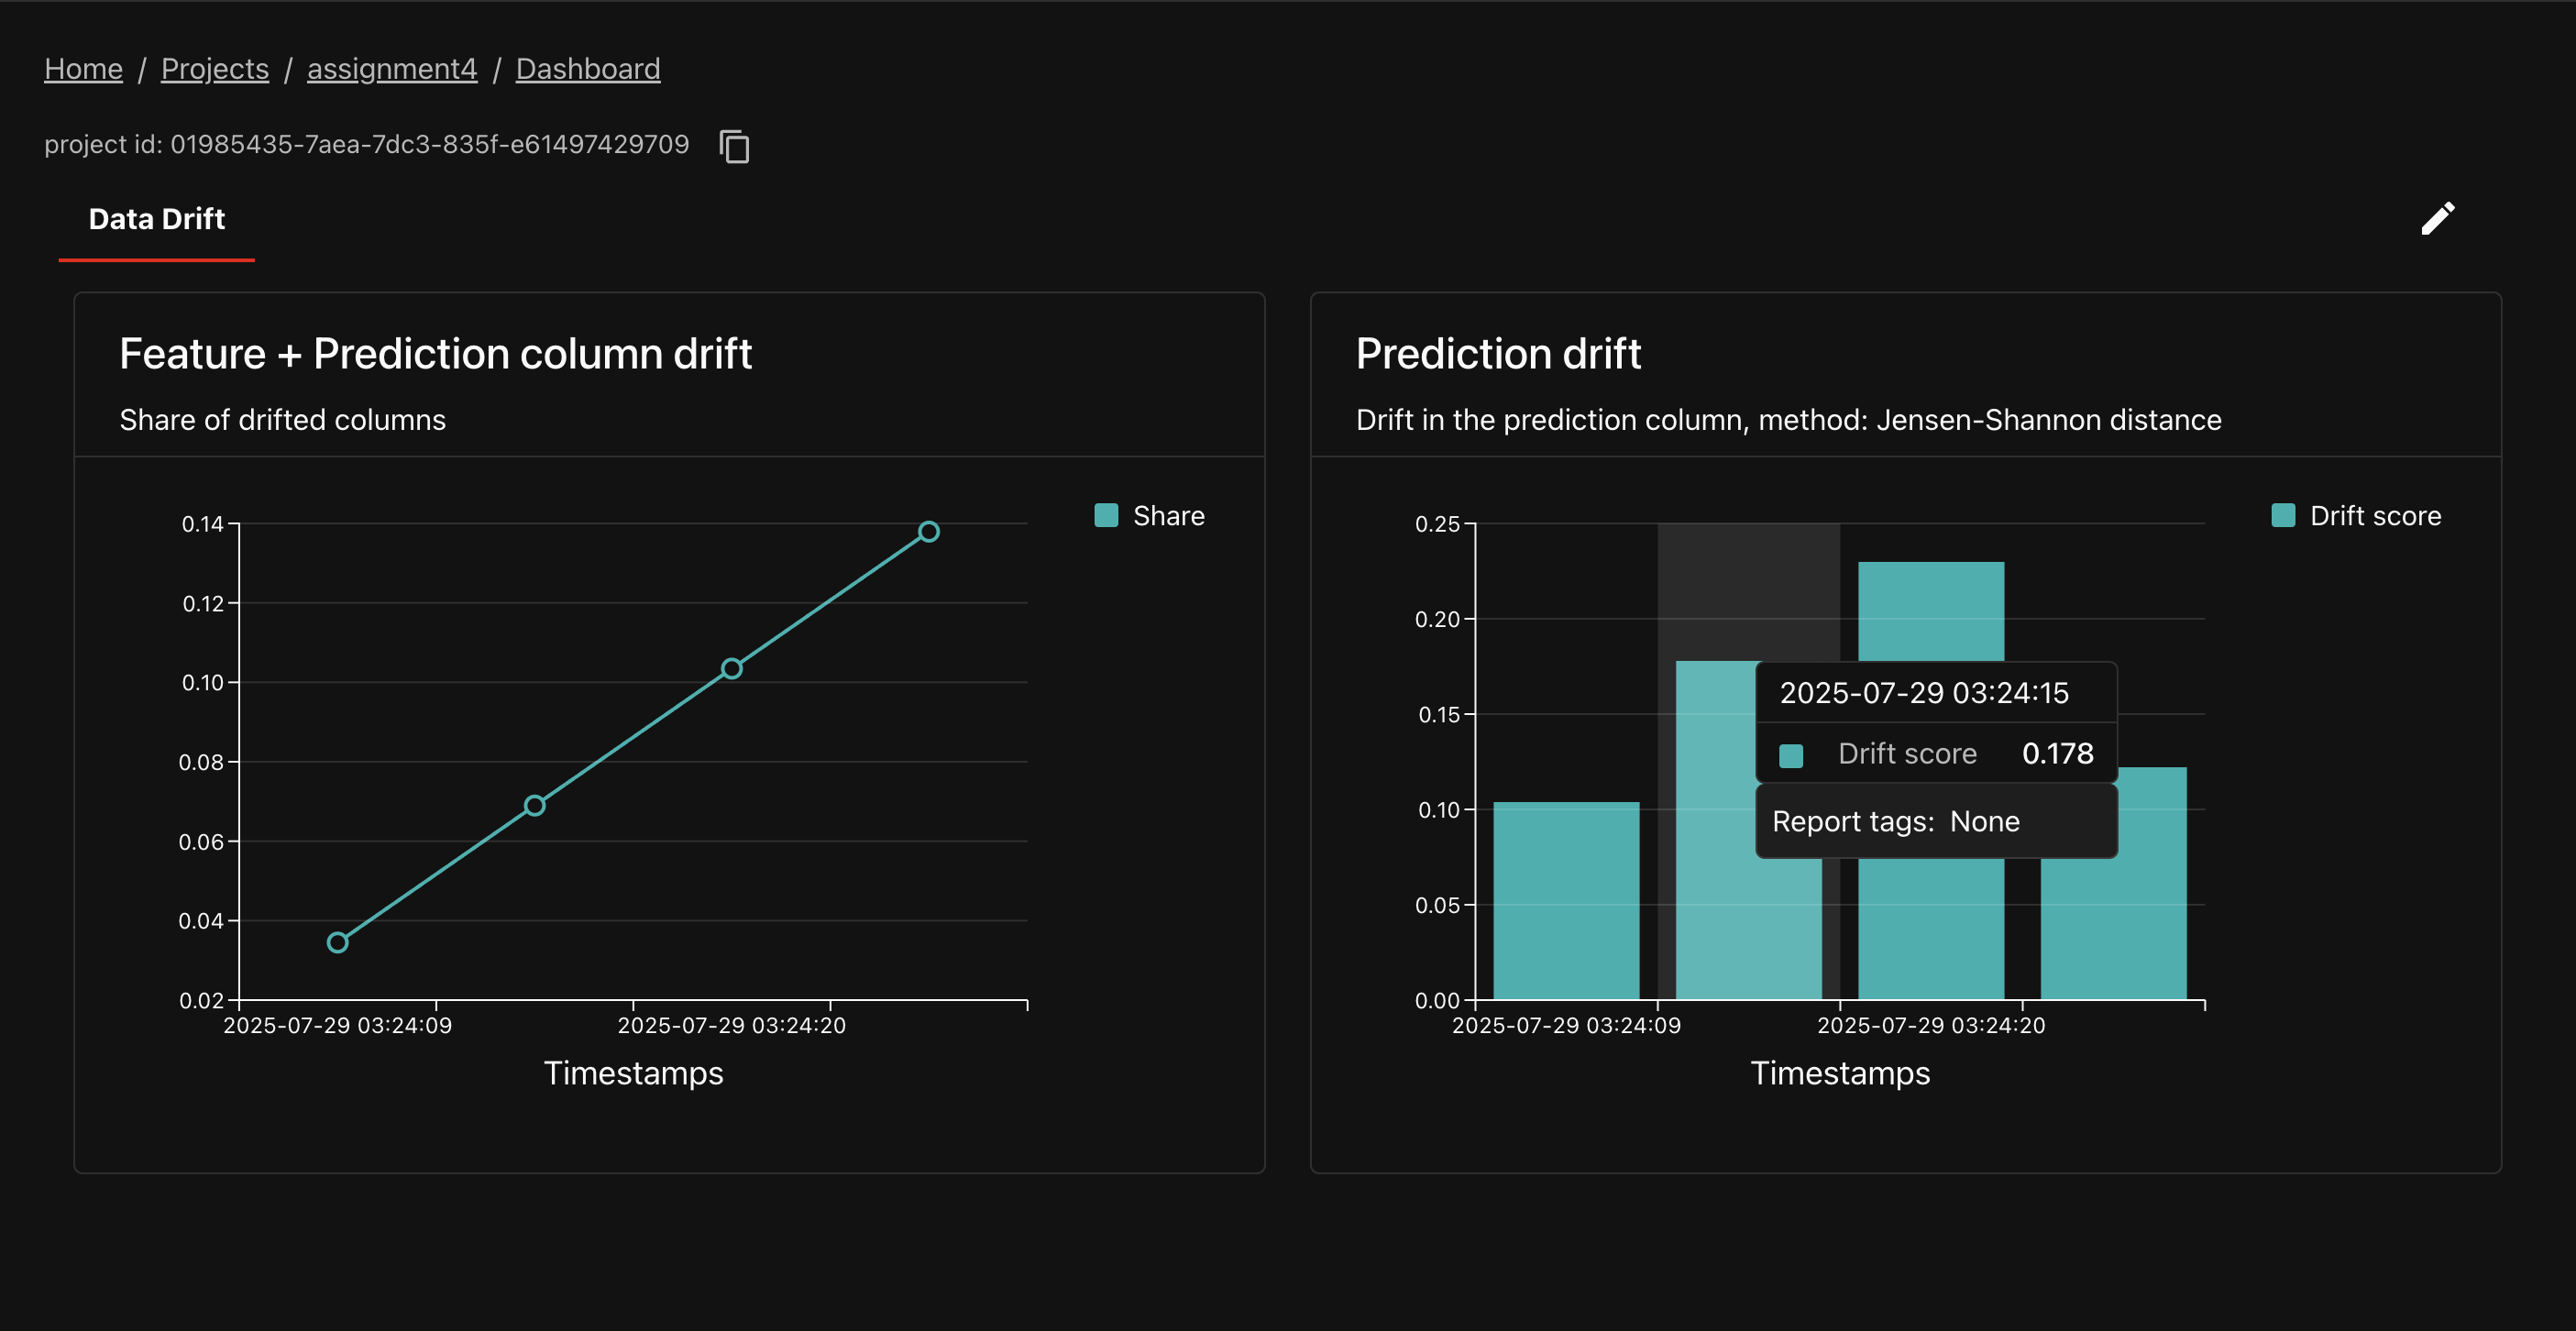 Home / Projects / assignment4 / Dashboard
project id: 01985435-7aea-7dc3-835f-e61497429709
Data Drift
Feature + Prediction column drift
Share of drifted columns
Share
0.14
0.12
0.10
0.08
0.06
0.04
0.02
2025-07-29 03:24:09
2025-07-29 03:24:20
Timestamps
Prediction drift
Drift in the prediction column, method: Jensen-Shannon distance
Drift score
0.25
0.20
0.15
0.10
0.05
0.00
2025-07-29 03:24:15
Drift score 0.178
Report tags: None
2025-07-29 03:24:09
2025-07-29 03:24:20
Timestamps